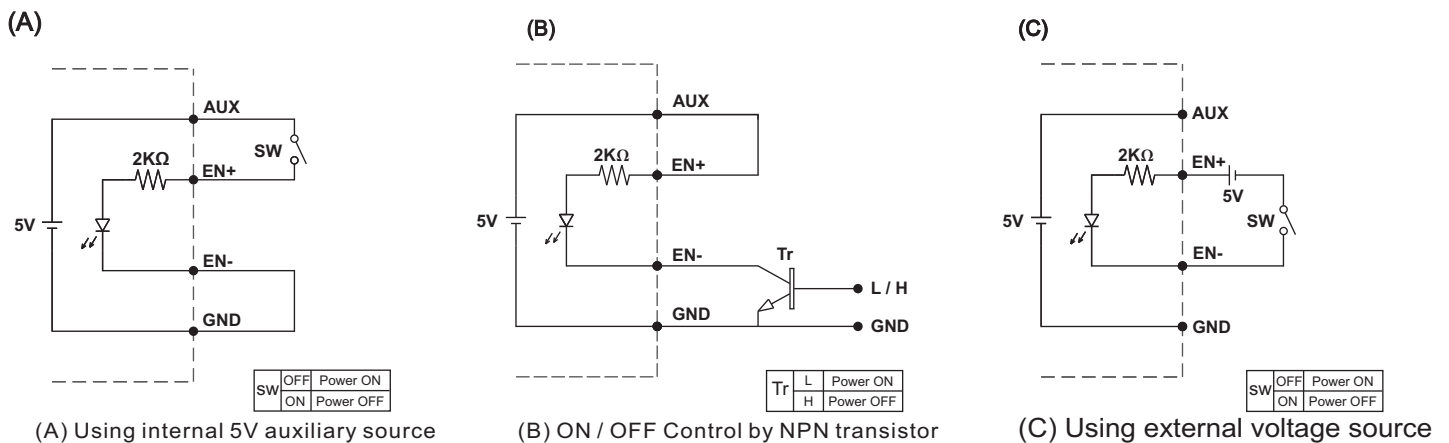 (A)
AUX
SW
2KΩ
EN+
5V
EN-
GND
SW OFF Power ON
ON Power OFF
(A) Using internal 5V auxiliary source
(B)
AUX
2KΩ
EN+
5V
EN-
Tr
L / H
GND
GND
Tr L Power ON
H Power OFF
(B) ON / OFF Control by NPN transistor
(C)
AUX
2KΩ
EN+
5V
5V
SW
EN-
GND
SW OFF Power ON
ON Power OFF
(C) Using external voltage source